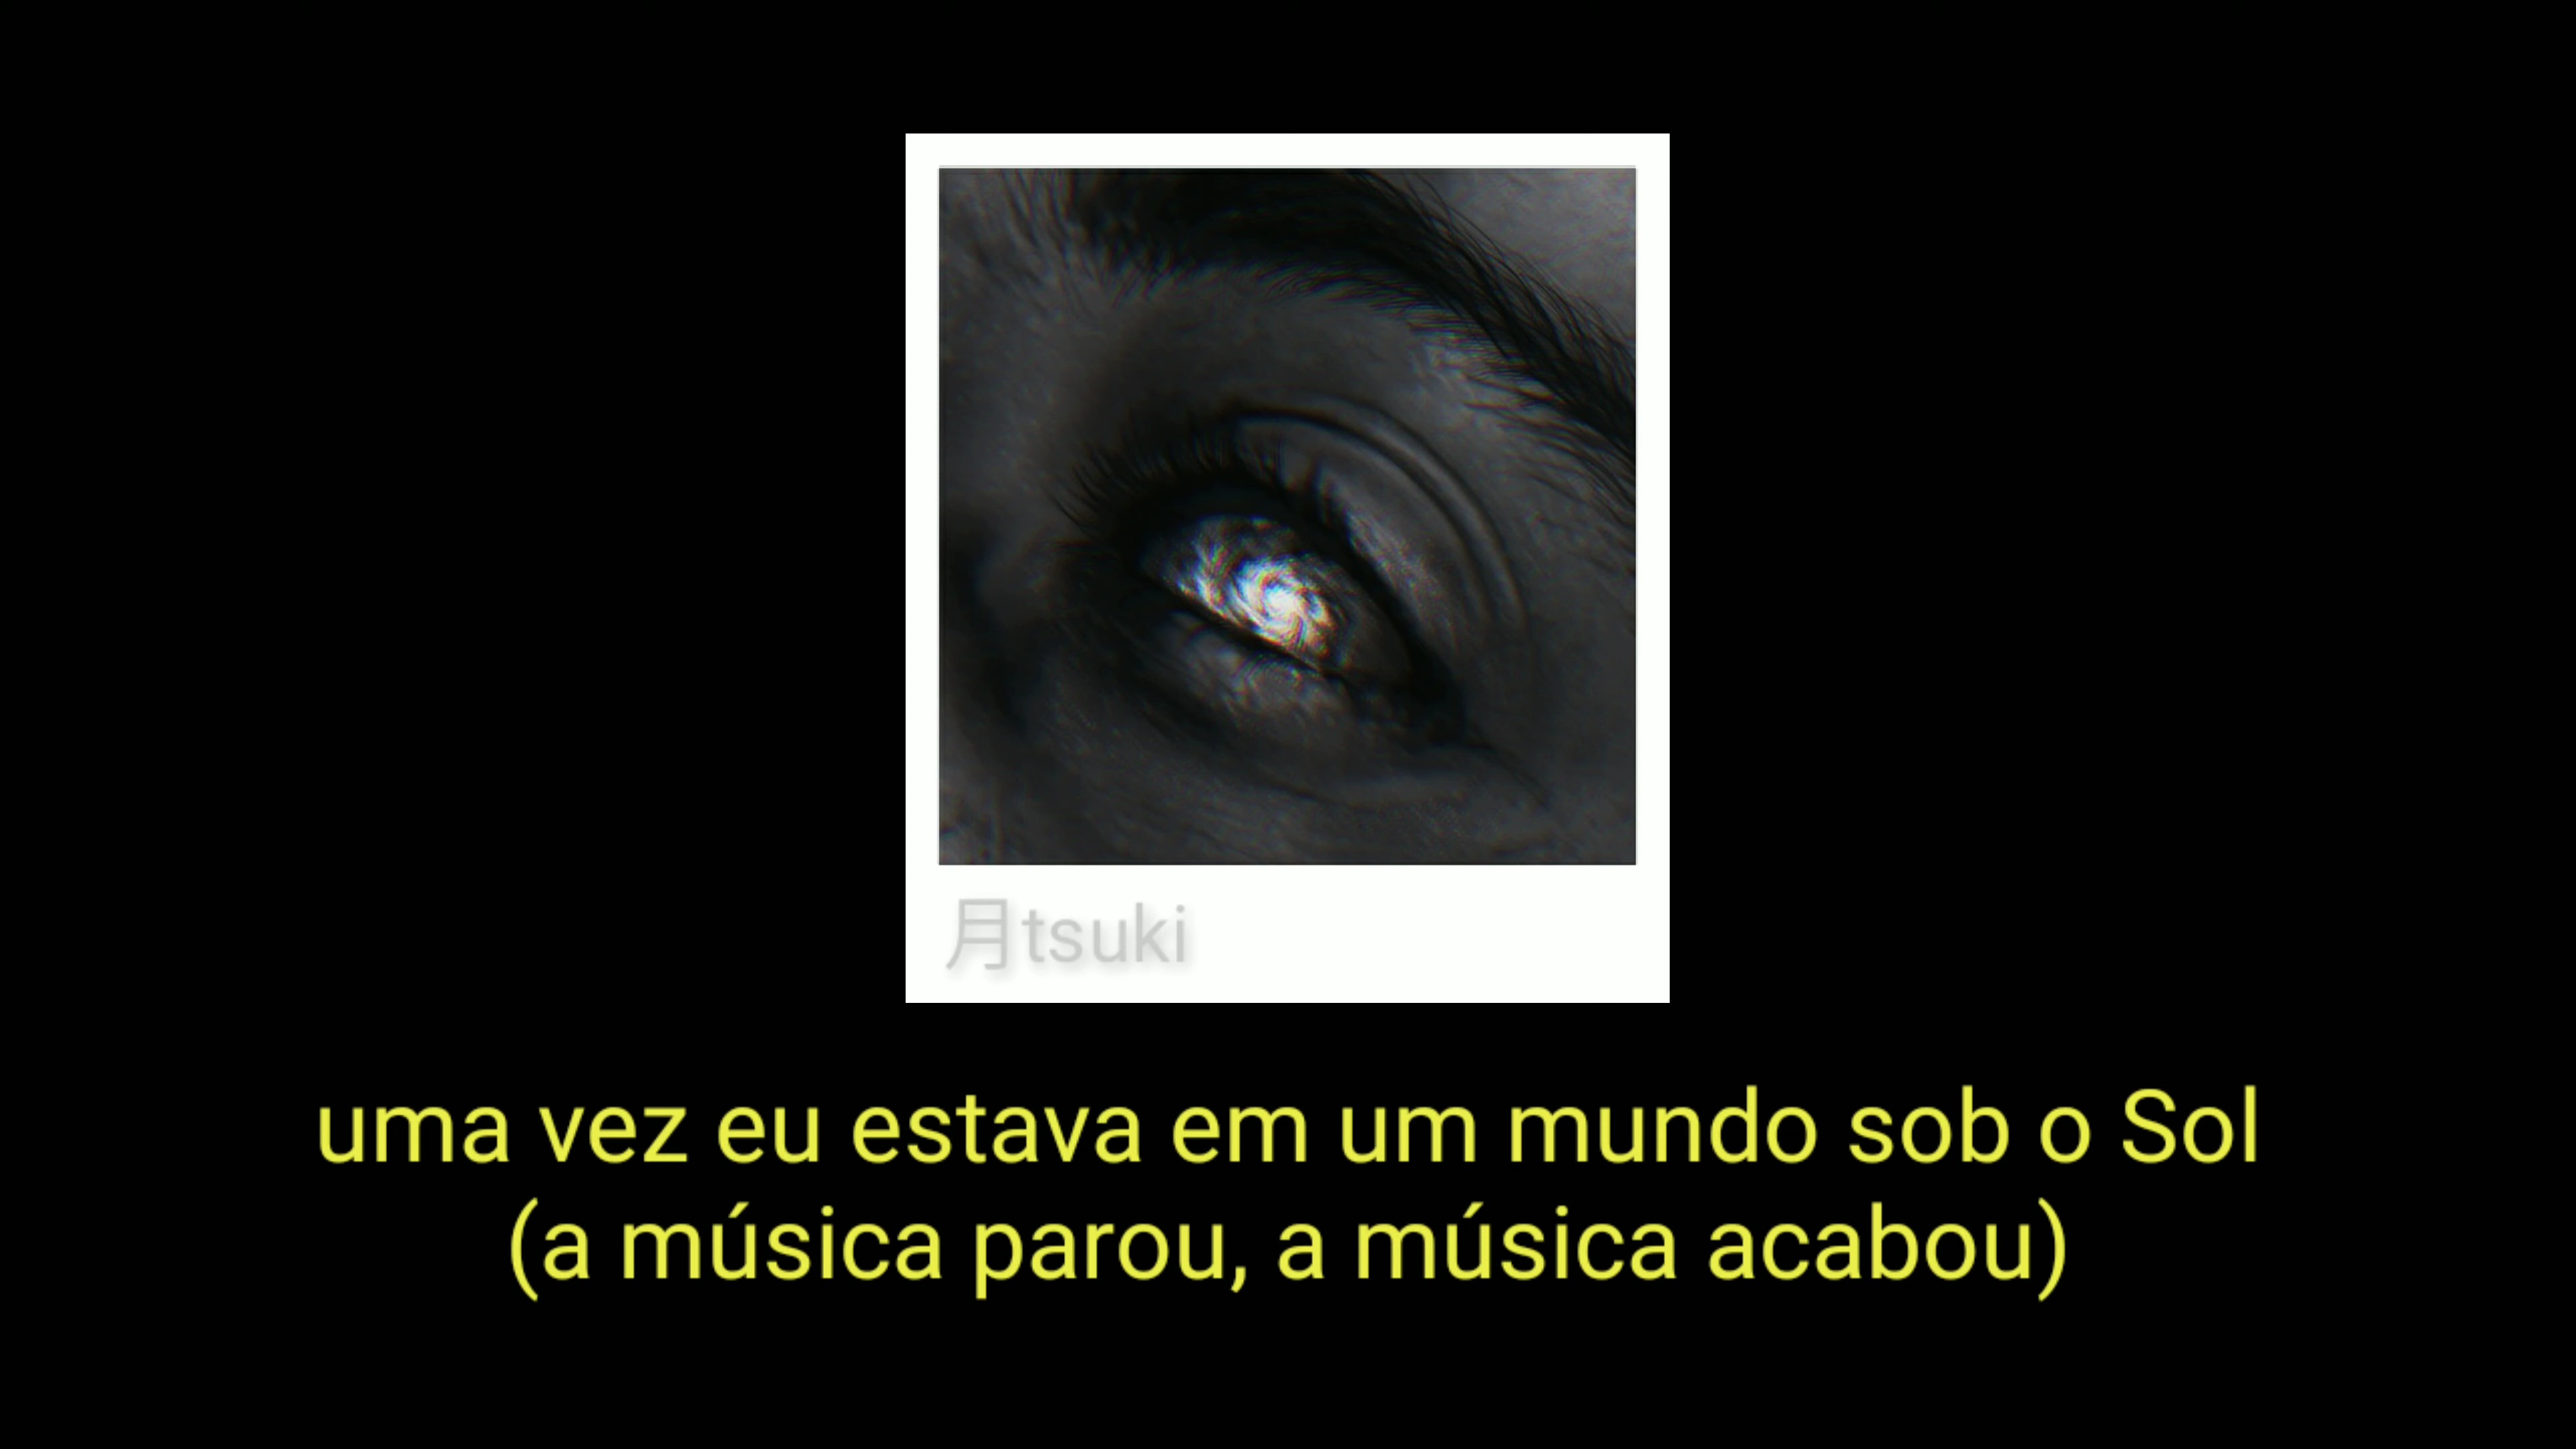 月tsuki
uma vez eu estava em um mundo sob o Sol
(a música parou, a música acabou)